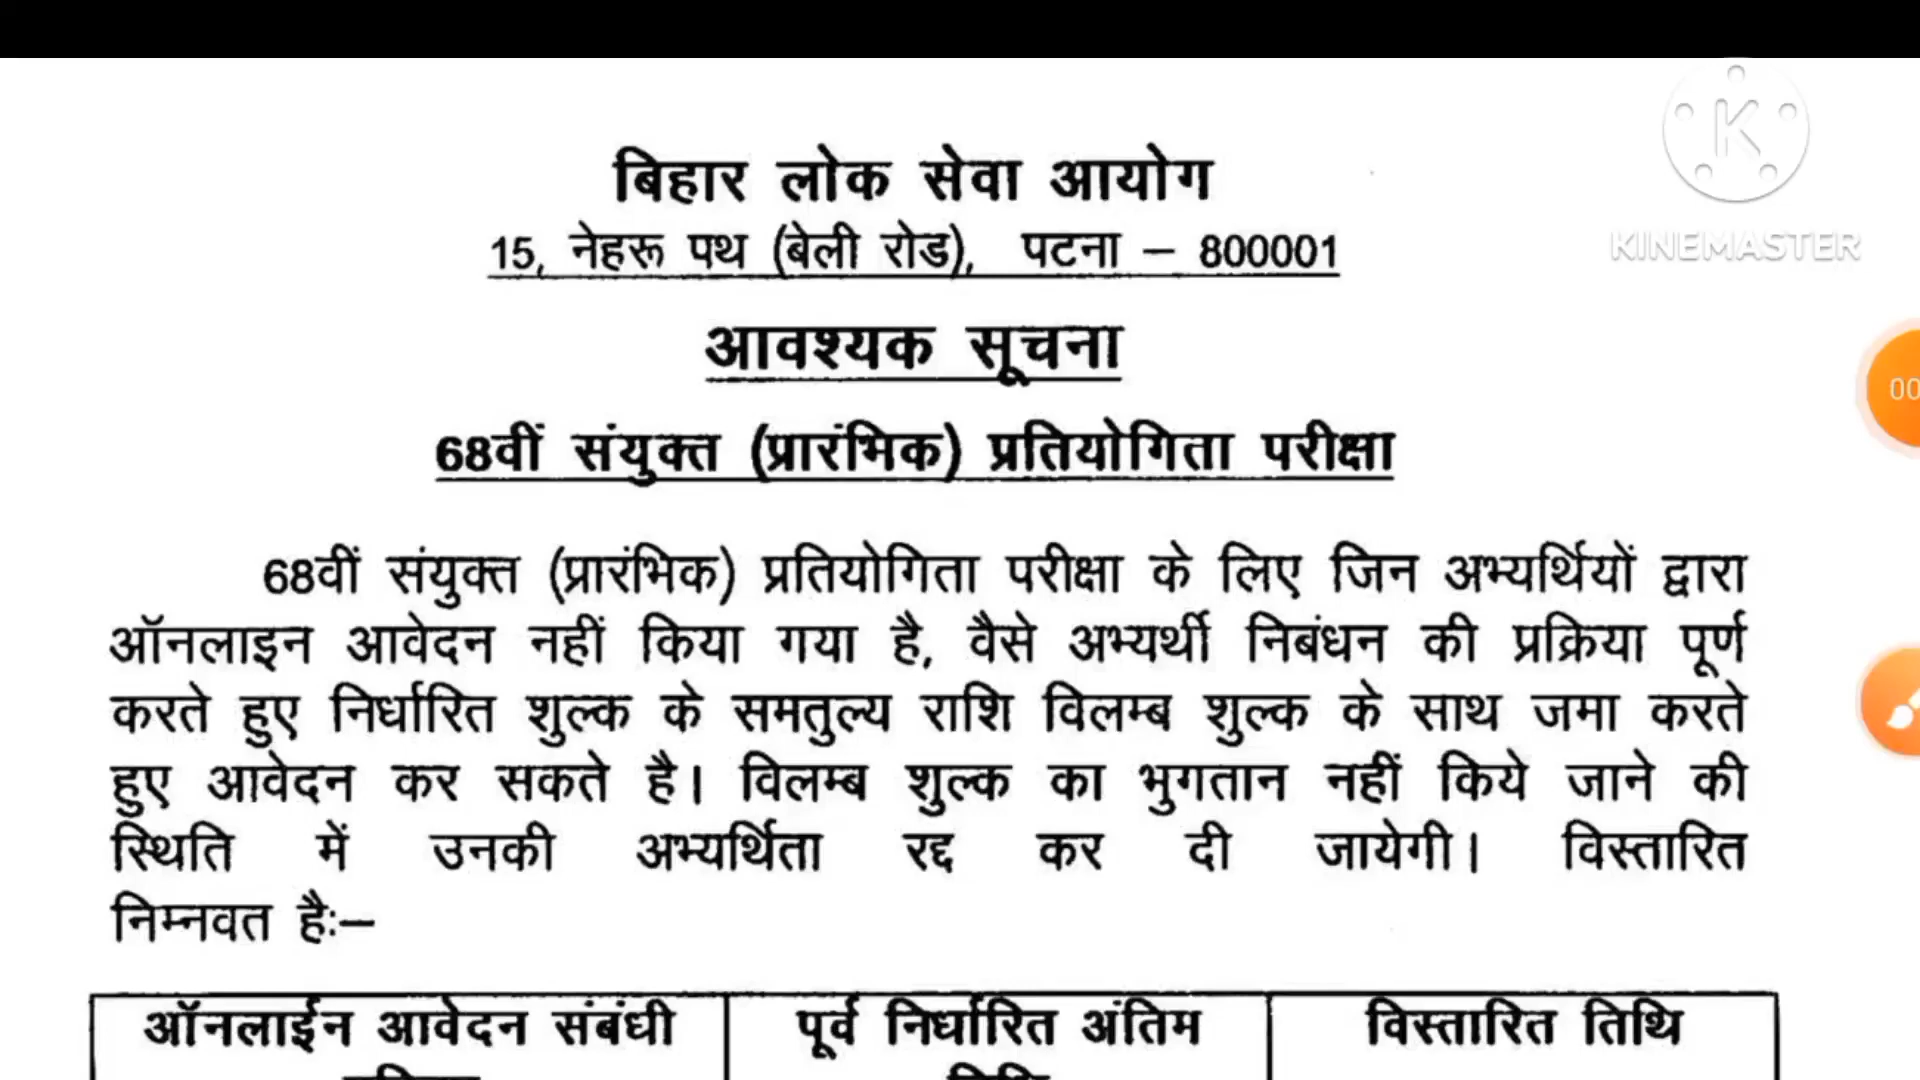 बिहार लोक सेवा आयोग
KINEMASTER
15, नेहरू पथ (बेली रोड), पटना – 800001
आवश्यक सूचना
00
68वीं संयुक्त (प्रारंभिक) प्रतियोगिता परीक्षा
68वीं संयुक्त (प्रारंभिक) प्रतियोगिता परीक्षा के लिए जिन अभ्यर्थियों द्वारा
ऑनलाइन आवेदन नहीं किया गया है, वैसे अभ्यर्थी निबंधन की प्रक्रिया पूर्ण
करते हुए निर्धारित शुल्क के समतुल्य राशि विलम्ब शुल्क के साथ जमा करते
हुए आवेदन कर सकते है। विलम्ब शुल्क का भुगतान नहीं किये जाने की
स्थिति में उनकी अभ्यर्थिता रद्द कर दी जायेगी। विस्तारित
निम्नवत हैः–
ऑनलाईन आवेदन संबंधी पूर्व निर्धारित अंतिम विस्तारित तिथि